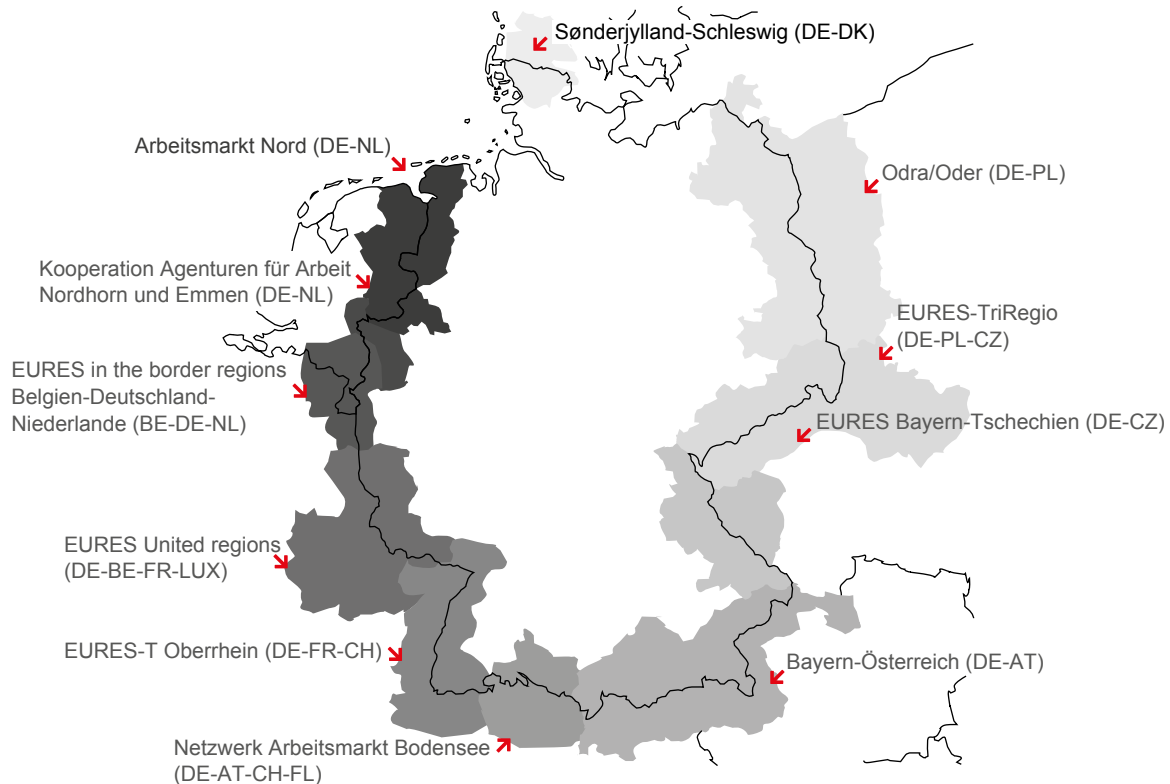 Sønderjylland-Schleswig (DE-DK)
Arbeitsmarkt Nord (DE-NL)
Odra/Oder (DE-PL)
Kooperation Agenturen für Arbeit
Nordhorn und Emmen (DE-NL)
EURES-TriRegio
(DE-PL-CZ)
EURES in the border regions
Belgien-Deutschland-
Niederlande (BE-DE-NL)
EURES Bayern-Tschechien (DE-CZ)
EURES United regions
(DE-BE-FR-LUX)
EURES-T Oberrhein (DE-FR-CH)
Bayern-Österreich (DE-AT)
Netzwerk Arbeitsmarkt Bodensee
(DE-AT-CH-FL)